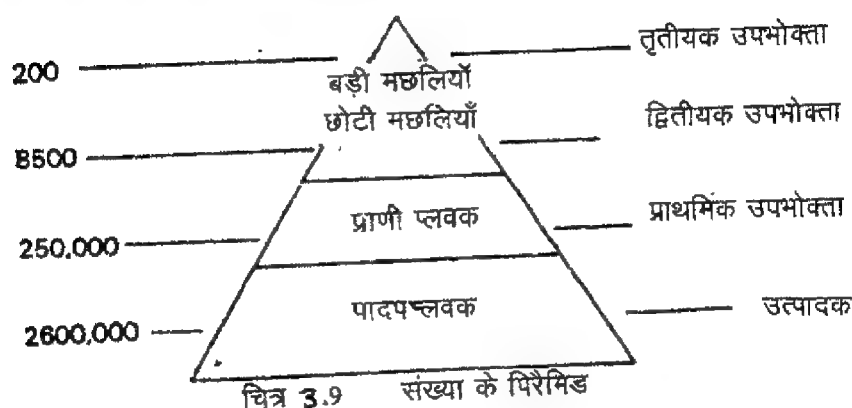 तृतीयक उपभोक्ता
200
बड़ी मछलियाँ
छोटी मछलियाँ
द्वितीयक उपभोक्ता
8500
प्राणी प्लवक
प्राथमिक उपभोक्ता
250.000
पादपप्लवक
उत्पादक
2600,000
चित्र 3.9 संख्या के पिरैमिड